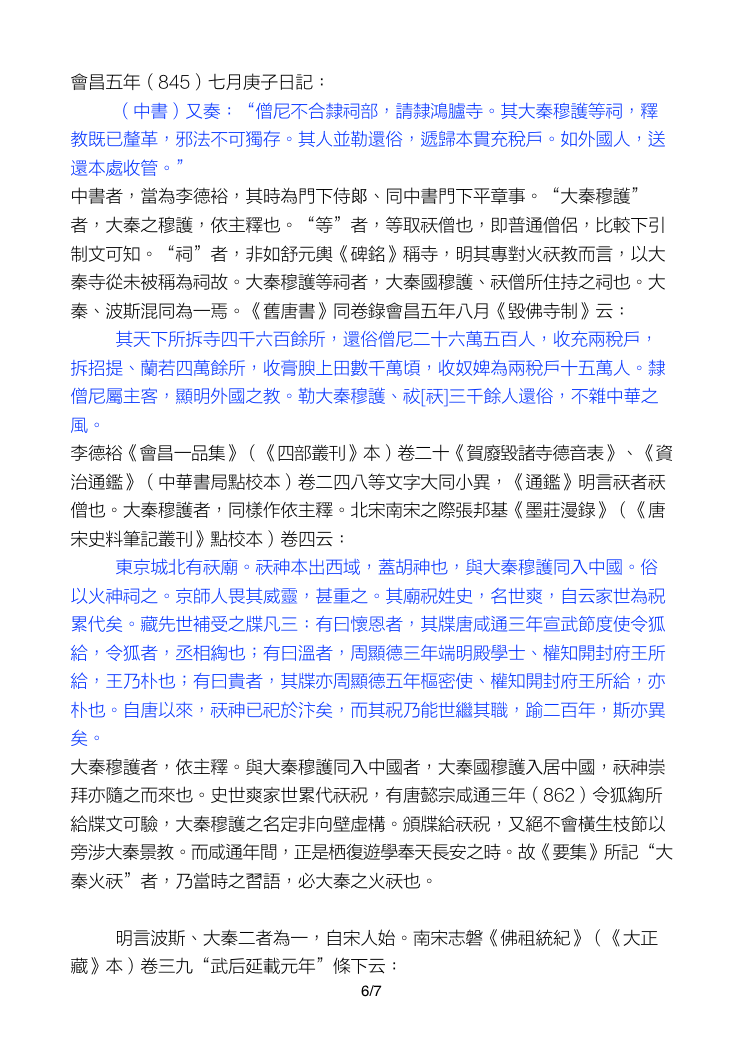 會昌五年（845）七月庚子日記：
（中書）又奏：“僧尼不合隸祠部，請隸鴻臚寺。其大秦穆護等祠，釋
教既已釐革，邪法不可獨存。其人並勒還俗，遞歸本貫充稅戶。如外國人，送
還本處收管。”
中書者，當為李德裕，其時為門下侍郞、同中書門下平章事。“大秦穆護”
者，大秦之穆護，依主釋也。“等”者，等取祆僧也，即普通僧侶，比較下引
制文可知。“祠”者，非如舒元輿《碑銘》稱寺，明其專對火祆教而言，以大
秦寺從未被稱為祠故。大秦穆護等祠者，大秦國穆護、祆僧所住持之祠也。大
秦、波斯混同為一焉。《舊唐書》同卷錄會昌五年八月《毀佛寺制》云：
其天下所拆寺四千六百餘所，還俗僧尼二十六萬五百人，收充兩稅戶，
拆招提、蘭若四萬餘所，收膏腴上田數千萬頃，收奴婢為兩稅戶十五萬人。隸
僧尼屬主客，顯明外國之教。勒大秦穆護、祓[祆]三千餘人還俗，不雜中華之
風。
李德裕《會昌一品集》（《四部叢刊》本）卷二十《賀廢毀諸寺德音表》、《資
治通鑑》（中華書局點校本）卷二四八等文字大同小異，《通鑑》明言祆者祆
僧也。大秦穆護者，同樣作依主釋。北宋南宋之際張邦基《墨莊漫錄》（《唐
宋史料筆記叢刊》點校本）卷四云：
東京城北有祆廟。祆神本出西域，蓋胡神也，與大秦穆護同入中國。俗
以火神祠之。京師人畏其威靈，甚重之。其廟祝姓史，名世爽，自云家世為祝
累代矣。藏先世補受之牒凡三：有曰懷恩者，其牒唐咸通三年宣武節度使令狐
給，令狐者，丞相綯也；有曰溫者，周顯德三年端明殿學士、權知開封府王所
給，王乃朴也；有曰貴者，其牒亦周顯德五年樞密使、權知開封府王所給，亦
朴也。自唐以來，祆神已祀於汴矣，而其祝乃能世繼其職，踰二百年，斯亦異
矣。
大秦穆護者，依主釋。與大秦穆護同入中國者，大秦國穆護入居中國，祆神崇
拜亦隨之而來也。史世爽家世累代祆祝，有唐懿宗咸通三年（862）令狐綯所
給牒文可驗，大秦穆護之名定非向壁虛構。頒牒給祆祝，又絕不會橫生枝節以
旁涉大秦景教。而咸通年間，正是栖復遊學奉天長安之時。故《要集》所記“大
秦火祆”者，乃當時之習語，必大秦之火祆也。
明言波斯、大秦二者為一，自宋人始。南宋志磐《佛祖統紀》（《大正
藏》本）卷三九“武后延載元年”條下云：
6/7